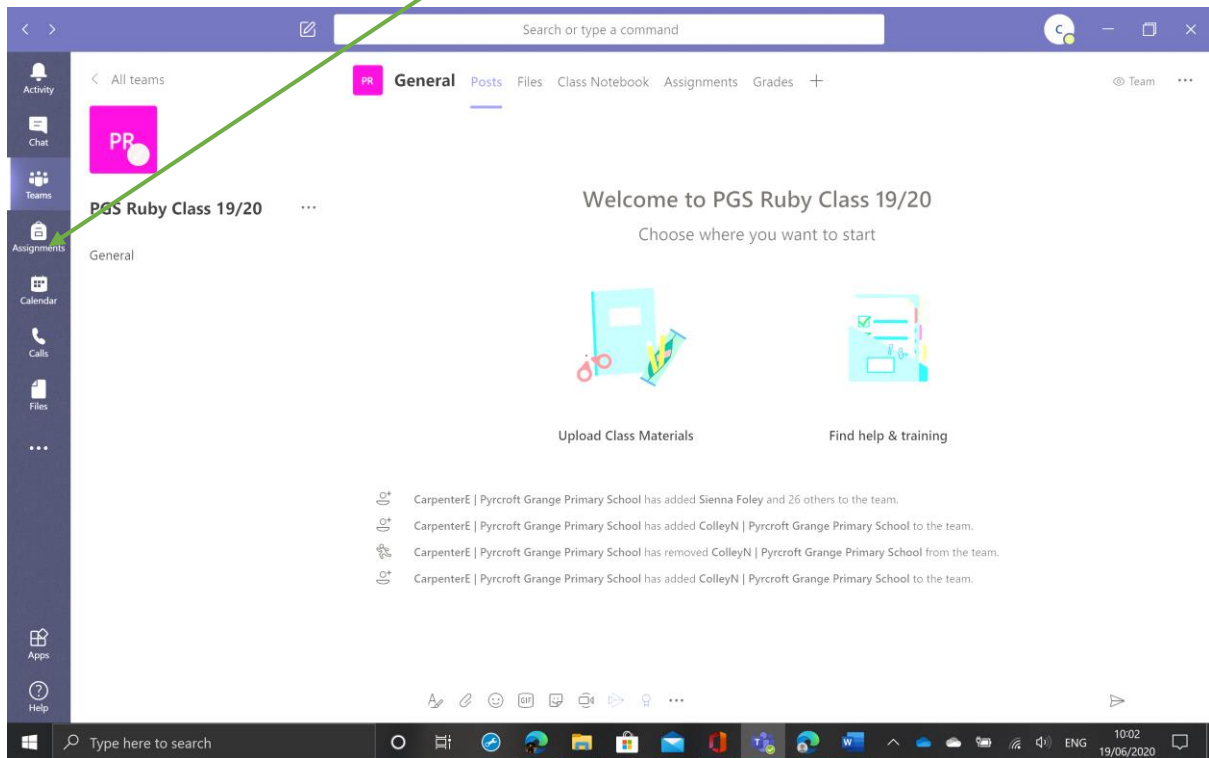 Search or type a command
C
Activity
Chat
Teams
Assignments
Calendar
Calls
Files
Apps
Help
All teams
PR
PGS Ruby Class 19/20
General
PR General Posts Files Class Notebook Assignments Grades
Team
Welcome to PGS Ruby Class 19/20
Choose where you want to start
Upload Class Materials
Find help & training
CarpenterE | Pyrcroft Grange Primary School has added Sienna Foley and 26 others to the team.
CarpenterE | Pyrcroft Grange Primary School has added ColleyN | Pyrcroft Grange Primary School to the team.
CarpenterE | Pyrcroft Grange Primary School has removed ColleyN | Pyrcroft Grange Primary School from the team.
CarpenterE | Pyrcroft Grange Primary School has added ColleyN | Pyrcroft Grange Primary School to the team.
GIF
Type here to search
ENG
10:02
19/06/2020